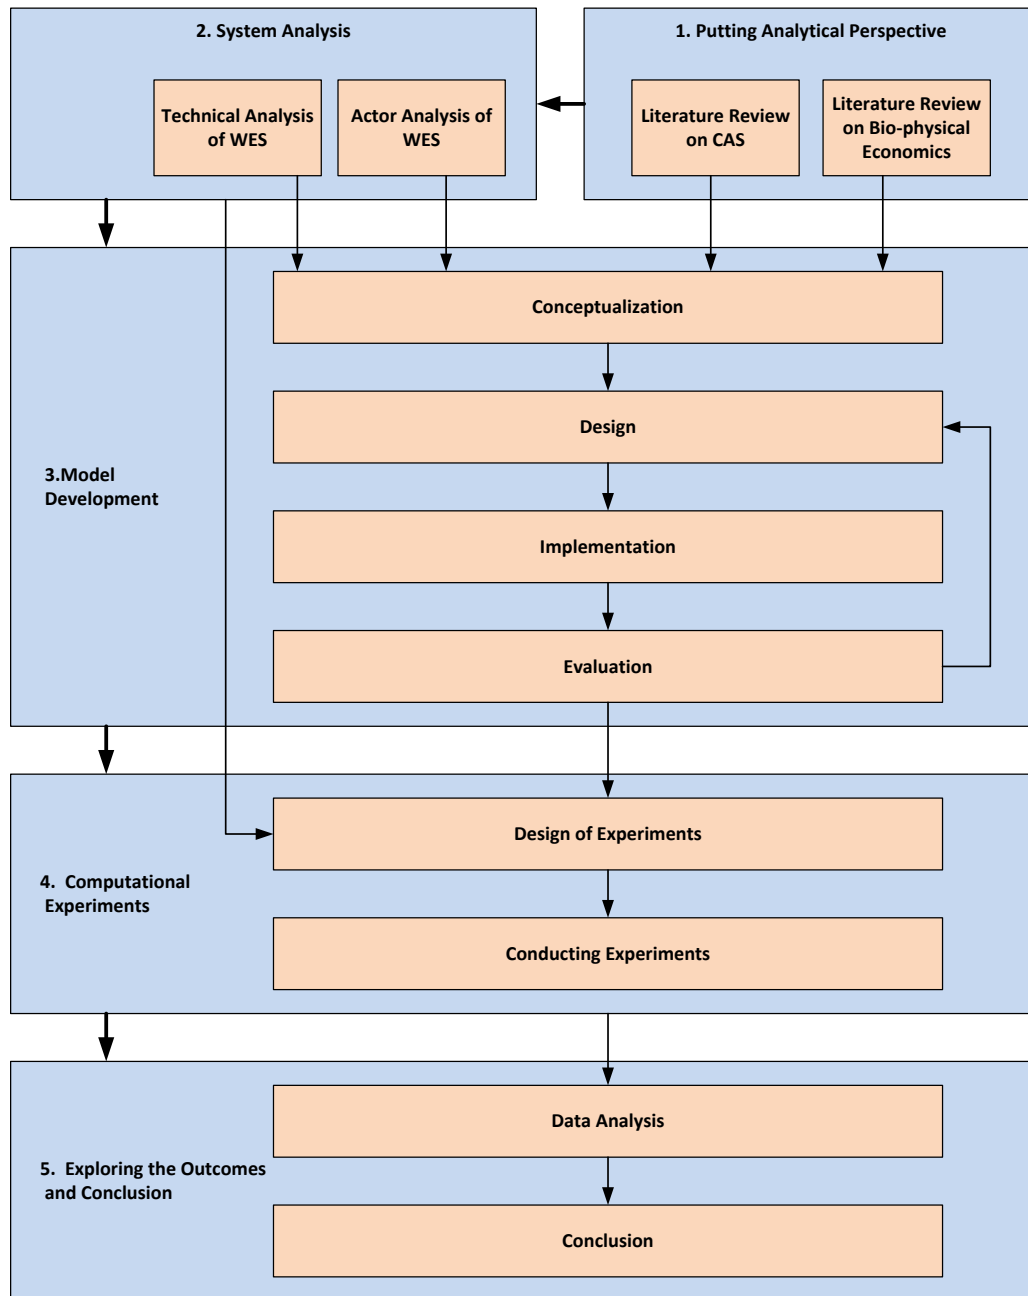 2. System Analysis
1. Putting Analytical Perspective
Technical Analysis
of WES
Actor Analysis of
WES
Literature Review
on CAS
Literature Review
on Bio-physical
Economics
Conceptualization
Design
3.Model
Development
Implementation
Evaluation
Design of Experiments
4.  Computational
Experiments
Conducting Experiments
Data Analysis
5.  Exploring the Outcomes
and Conclusion
Conclusion